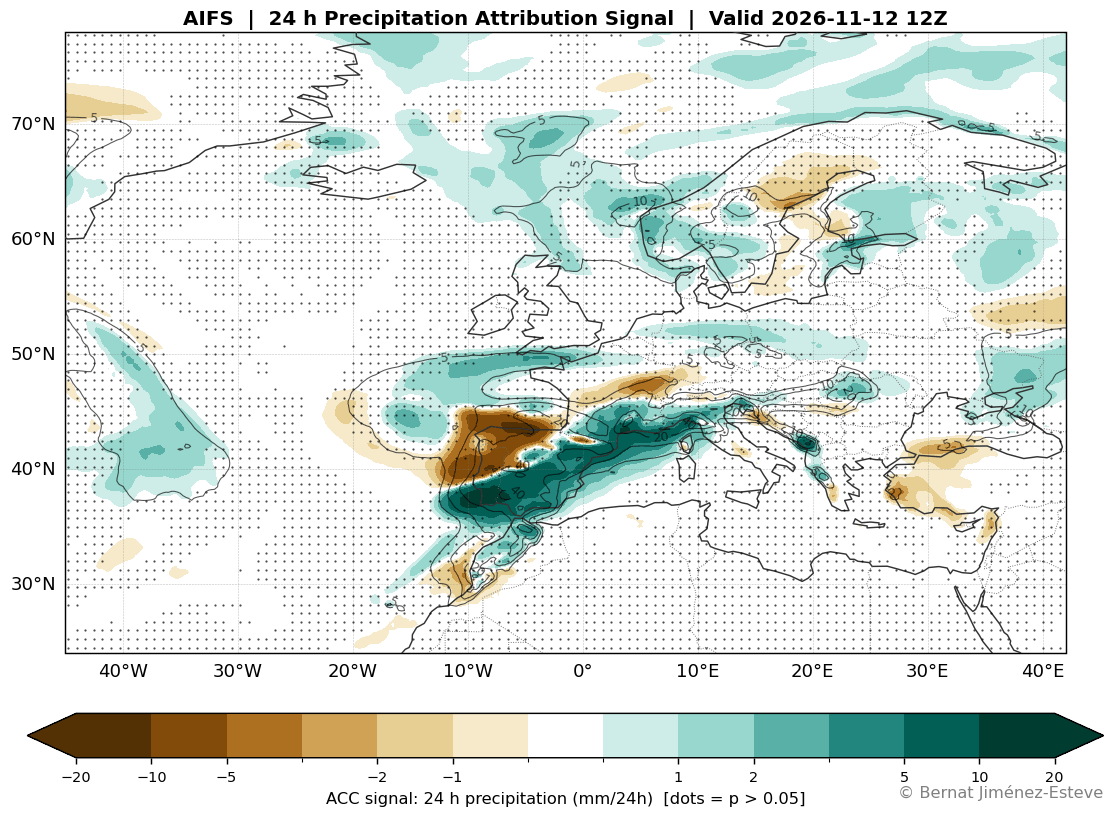 AIFS | 24 h Precipitation Attribution Signal | Valid 2026-11-12 12Z
70°N
60°N
50°N
40°N
30°N
40°W 30°W 20°W 10°W 0° 10°E 20°E 30°E 40°E
−20 −10 −5 −2 −1 1 2 5 10 20
ACC signal: 24 h precipitation (mm/24h) [dots = p > 0.05]
© Bernat Jiménez-Esteve